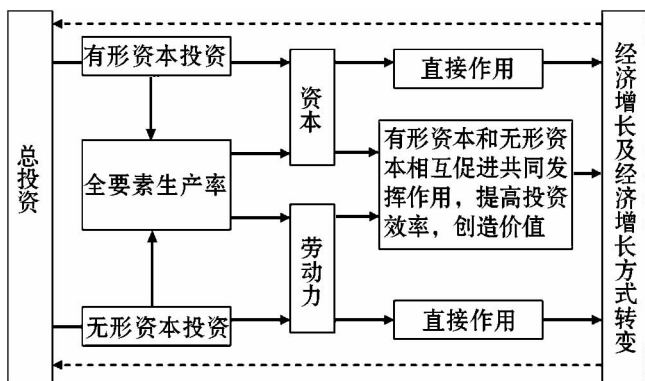 总投资
有形资本投资
全要素生产率
无形资本投资
资本
劳动力
直接作用
有形资本和无形资
本相互促进共同发
挥作用，提高投资
效率，创造价值
直接作用
经济增长及经济增长方式转变